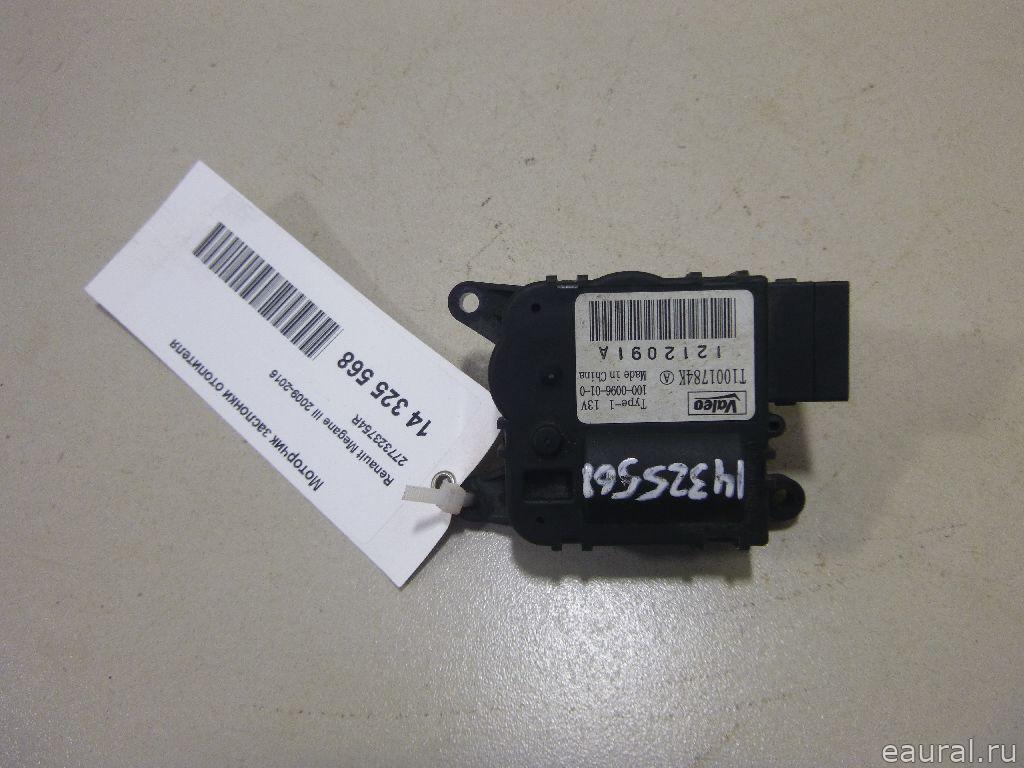 14 325 568
277323754R
Renault Megane III 2009-2016
Моторчик заслонки отопителя
Valeo
T1001784K A
Type-1 13V
100-0096-01-0
Made in China
1212091A
14325568
eaural.ru